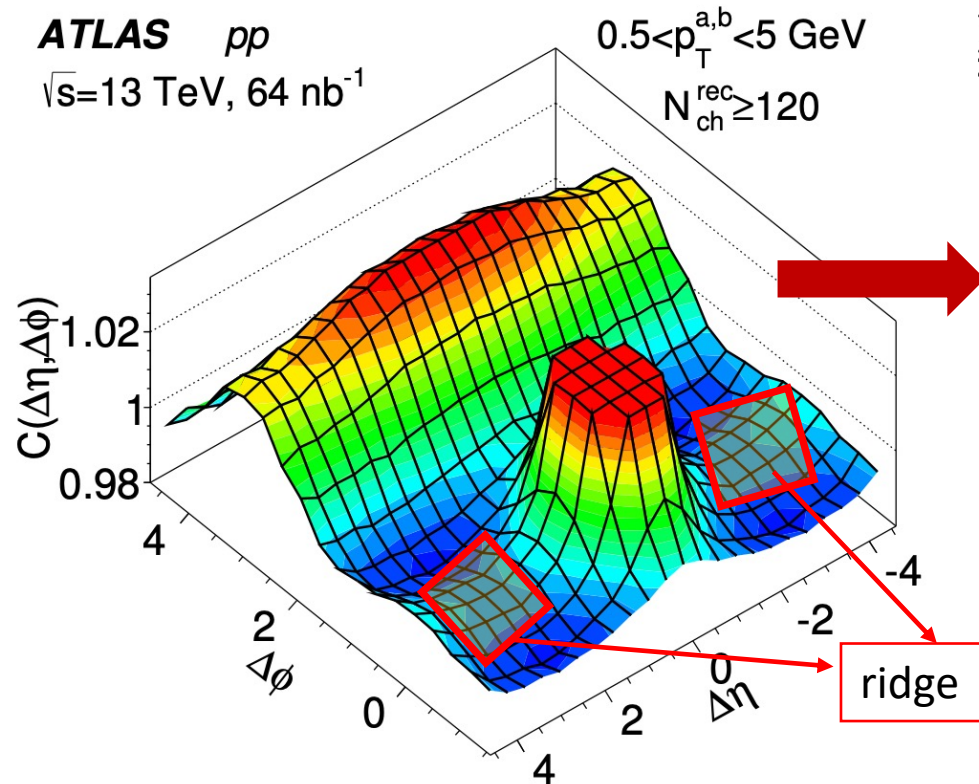 ATLAS pp
√s=13 TeV, 64 nb⁻¹
0.5<p_T^{a,b}<5 GeV
N_ch^rec≥120
C(Δη,Δϕ)
1.02
1
0.98
4
2
0
Δϕ
4
2
0
-2
-4
Δη
ridge